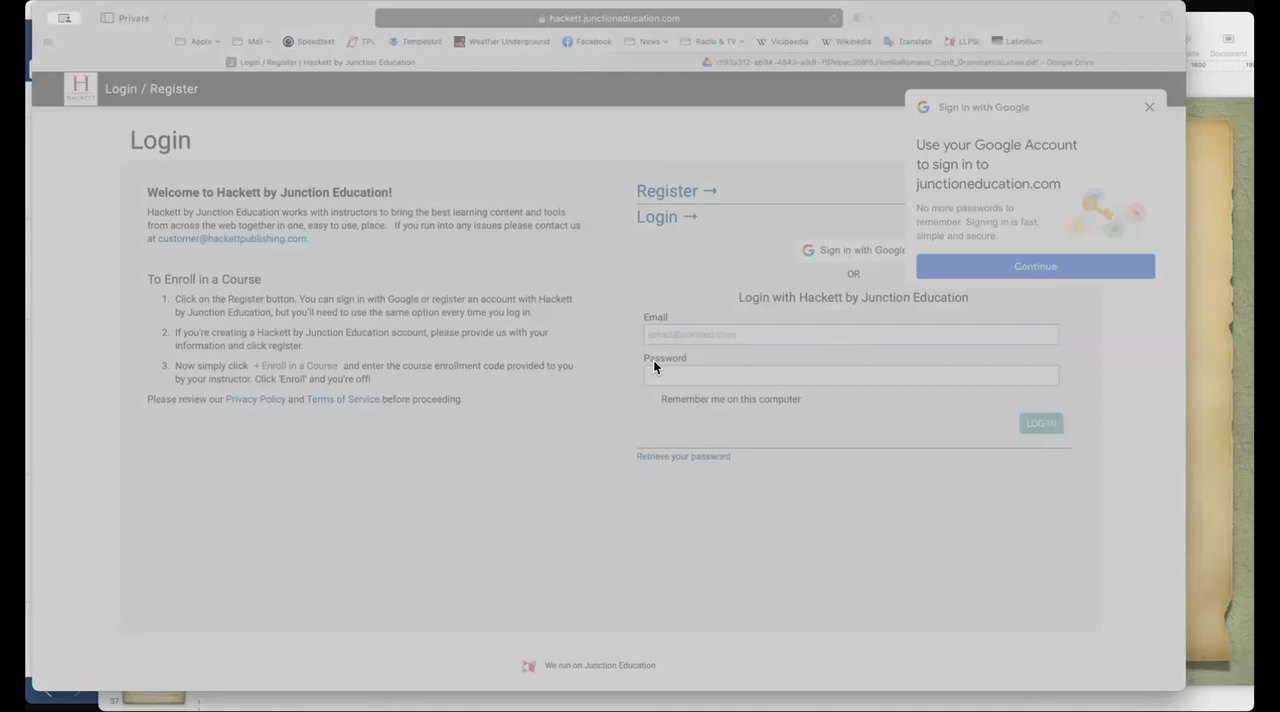 Private
hackett.junctioneducation.com
Apple
Mail
Speedtest
TPL
Tempestas
Weather Underground
Facebook
News
Radio & TV
Vicipaedia
Wikipedia
Translate
LLPSI
Latinitium
Login / Register | Hackett by Junction Education
H
HACKETT
Login / Register
Login
Welcome to Hackett by Junction Education!
Hackett by Junction Education works with instructors to bring the best learning content and tools
from across the web together in one, easy to use, place. If you run into any issues please contact us
at customer@hackettpublishing.com.
To Enroll in a Course
1. Click on the Register button. You can sign in with Google or register an account with Hackett
by Junction Education, but you'll need to use the same option every time you log in.
2. If you're creating a Hackett by Junction Education account, please provide us with your
information and click register.
3. Now simply click + Enroll in a Course and enter the course enrollment code provided to you
by your instructor. Click 'Enroll' and you're off!
Please review our Privacy Policy and Terms of Service before proceeding.
Register →
Login →
Sign in with Google
OR
Login with Hackett by Junction Education
Email
email@domain.com
Password
Remember me on this computer
LOG IN
Retrieve your password
Sign in with Google
Use your Google Account
to sign in to
junctioneducation.com
No more passwords to
remember. Signing in is fast,
simple and secure.
Continue
Document
1800
We run on Junction Education
37